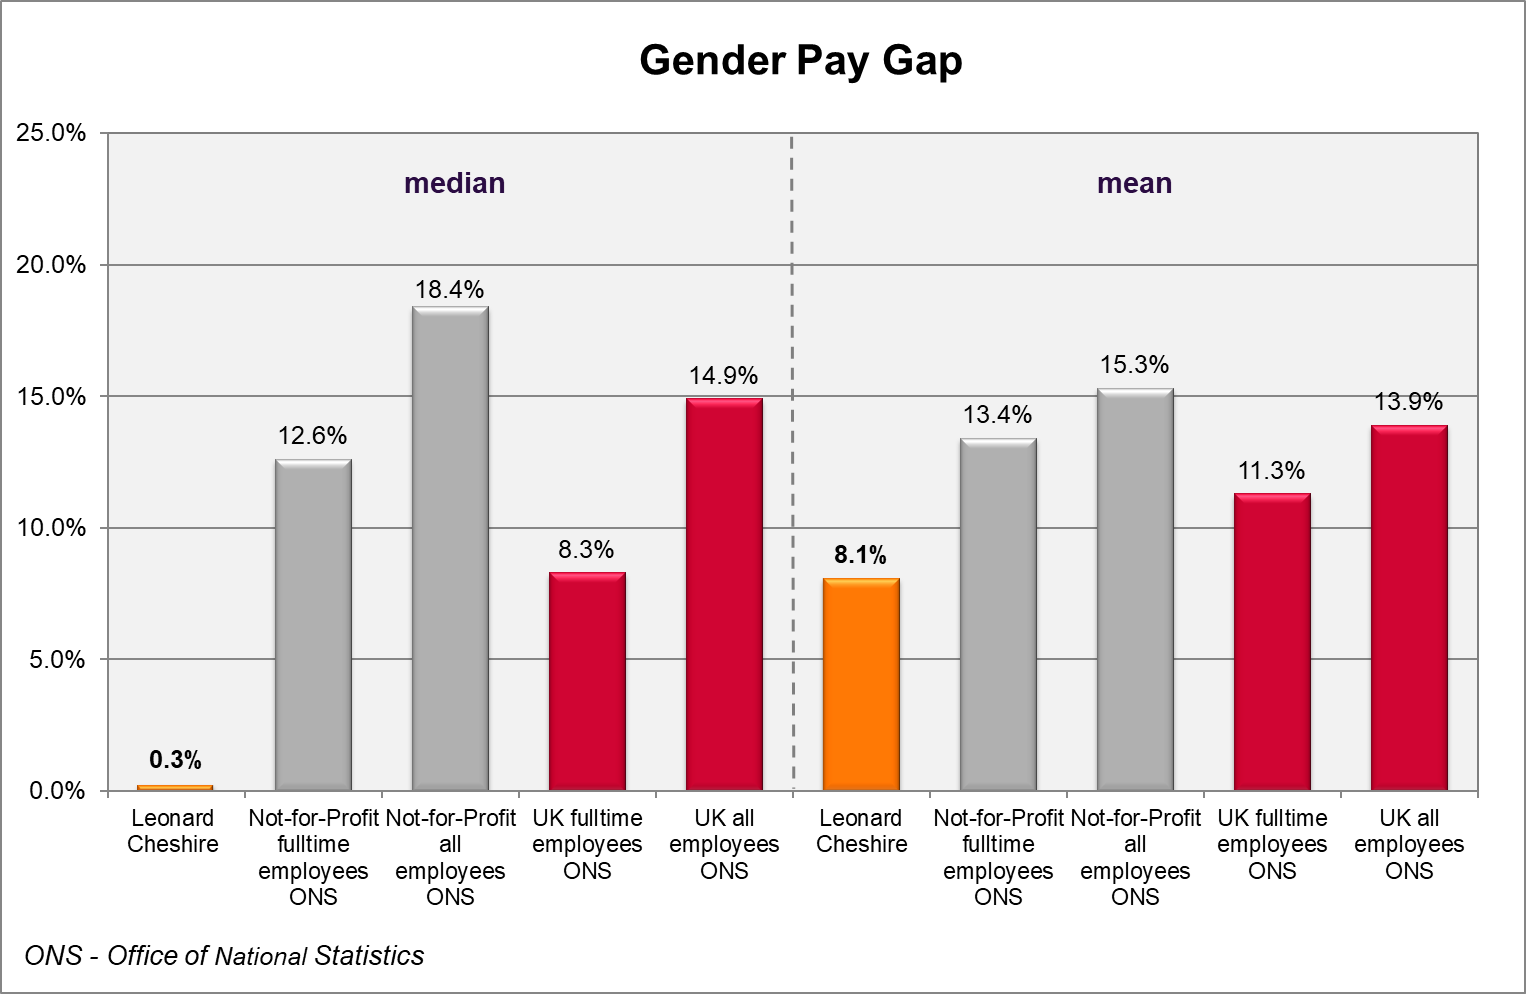 Gender Pay Gap
25.0%
20.0%
15.0%
10.0%
5.0%
0.0%
median
mean
0.3%
12.6%
18.4%
8.3%
14.9%
8.1%
13.4%
15.3%
11.3%
13.9%
Leonard
Cheshire
Not-for-Profit
fulltime
employees
ONS
Not-for-Profit
all
employees
ONS
UK fulltime
employees
ONS
UK all
employees
ONS
Leonard
Cheshire
Not-for-Profit
fulltime
employees
ONS
Not-for-Profit
all
employees
ONS
UK fulltime
employees
ONS
UK all
employees
ONS
ONS - Office of National Statistics